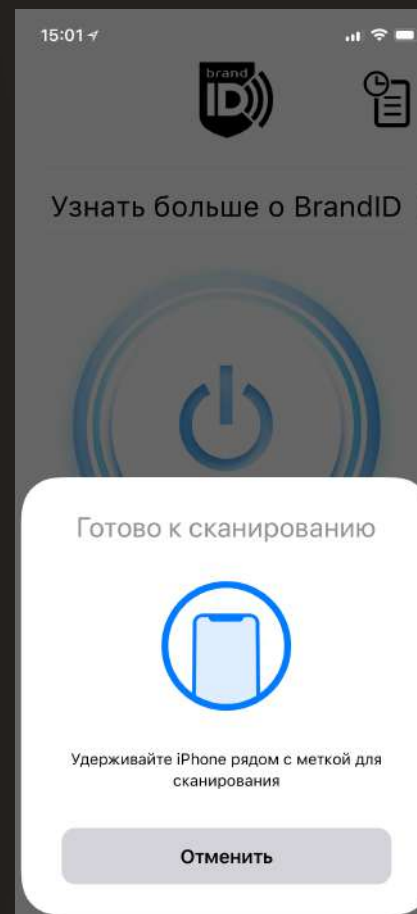 15:01
brand
ID
Узнать больше о BrandID
Готово к сканированию
Удерживайте iPhone рядом с меткой для
сканирования
Отменить